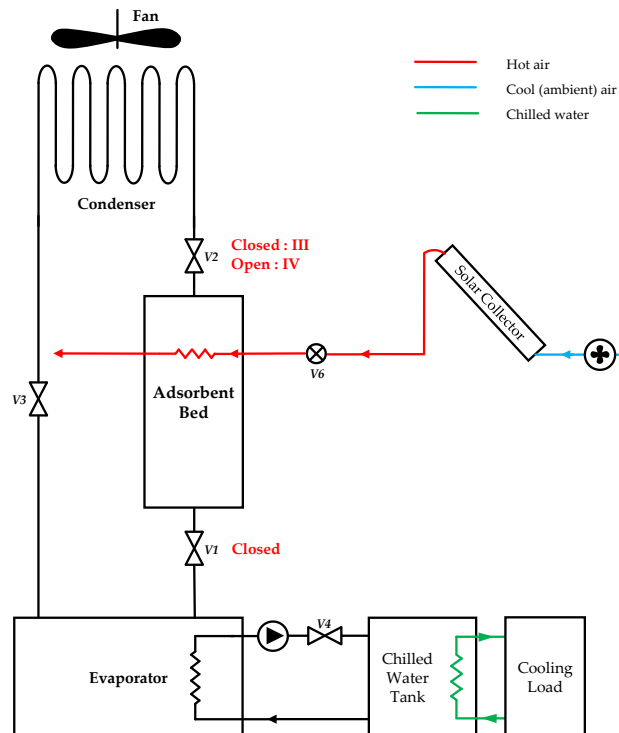 Fan
Hot air
Cool (ambient) air
Chilled water
Condenser
V2
Closed : III
Open : IV
Solar Collector
V6
V3
Adsorbent
Bed
V1
Closed
V4
Evaporator
Chilled
Water
Tank
Cooling
Load